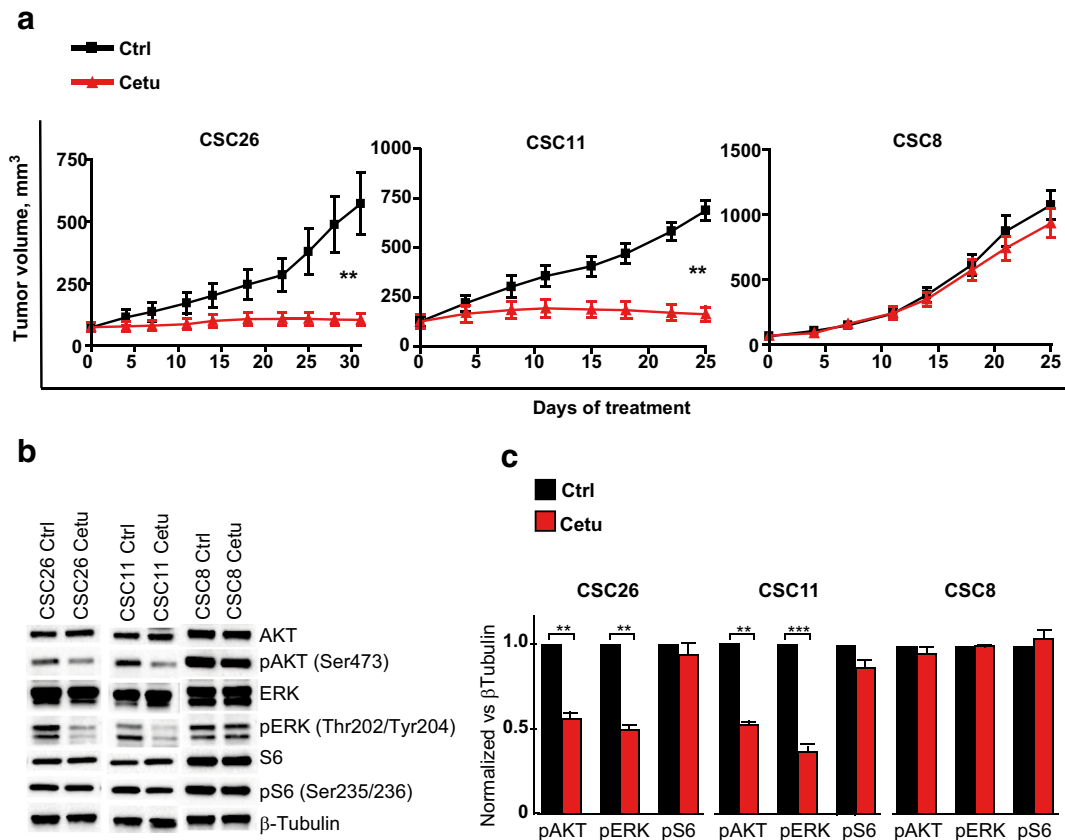 a
Ctrl
Cetu
CSC26
CSC11
CSC8
Tumor volume, mm³
750
500
250
0
0 5 10 15 20 25 30
1000
750
500
250
0
0 5 10 15 20 25
1500
1000
500
0
0 5 10 15 20 25
**
**
Days of treatment
b
CSC26 Ctrl
CSC26 Cetu
CSC11 Ctrl
CSC11 Cetu
CSC8 Ctrl
CSC8 Cetu
AKT
pAKT (Ser473)
ERK
pERK (Thr202/Tyr204)
S6
pS6 (Ser235/236)
β-Tubulin
c
Ctrl
Cetu
CSC26
CSC11
CSC8
Normalized vs βTubulin
1.0
0.5
0
** ** ** ***
pAKT pERK pS6 pAKT pERK pS6 pAKT pERK pS6